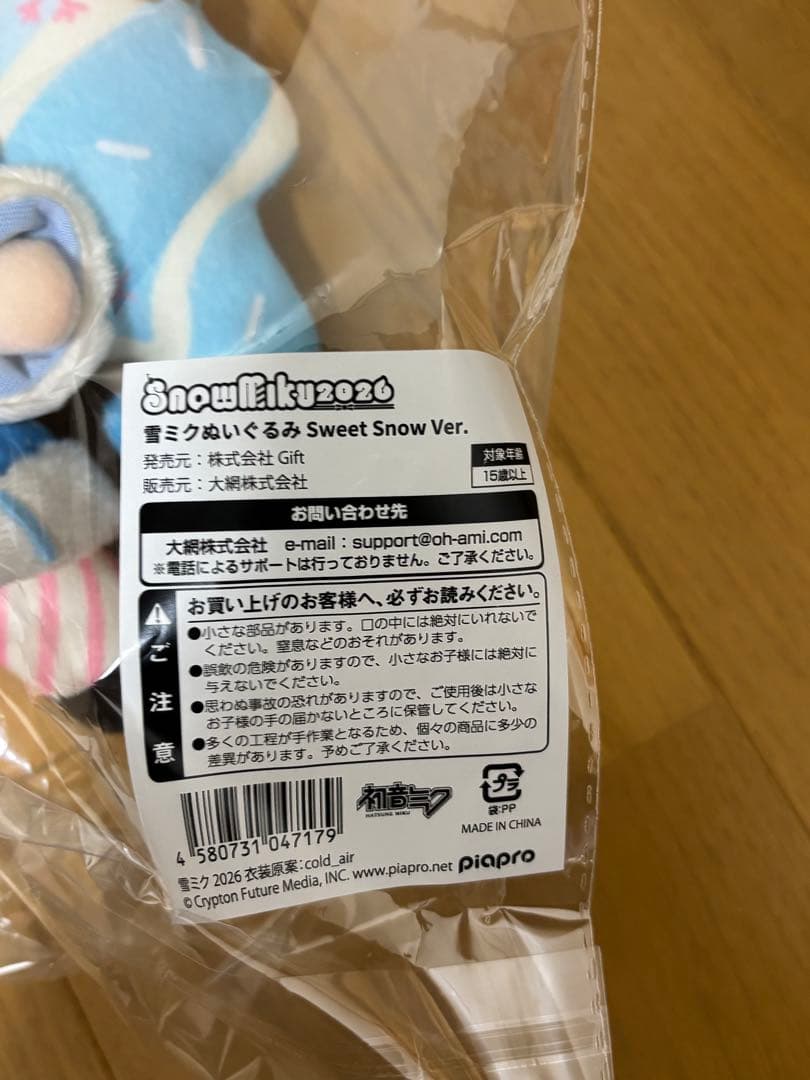 SnowMiku2026
雪ミクぬいぐるみ Sweet Snow Ver.
発売元：株式会社 Gift
販売元：大網株式会社
対象年齢
15歳以上
お問い合わせ先
大網株式会社 e-mail：support@oh-ami.com
※電話によるサポートは行っておりません。ご了承ください。
ご注意
お買い上げのお客様へ、必ずお読みください。
●小さな部品があります。口の中には絶対にいれないで
ください。窒息などのおそれがあります。
●誤飲の危険がありますので、小さなお子様には絶対に
与えないでください。
●思わぬ事故の恐れがありますので、ご使用後は小さな
お子様の手の届かないところに保管してください。
●多くの工程が手作業となるため、個々の商品に多少の
差異があります。予めご了承ください。
4 580731 047179
初音ミク
HATSUNE MIKU
プラ
袋:PP
MADE IN CHINA
雪ミク 2026 衣装原案：cold_air
© Crypton Future Media, INC. www.piapro.net piapro